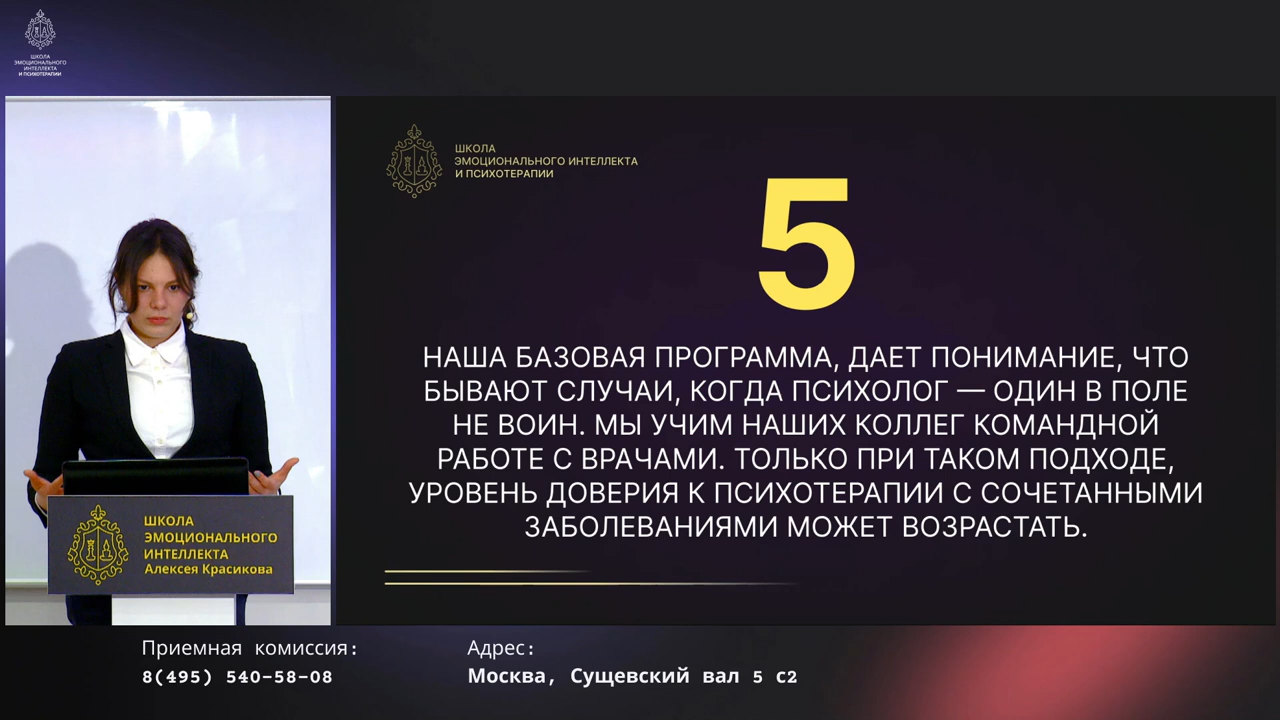 ШКОЛА
ЭМОЦИОНАЛЬНОГО
ИНТЕЛЛЕКТА
И ПСИХОТЕРАПИИ
ШКОЛА
ЭМОЦИОНАЛЬНОГО ИНТЕЛЛЕКТА
И ПСИХОТЕРАПИИ
5
НАША БАЗОВАЯ ПРОГРАММА, ДАЕТ ПОНИМАНИЕ, ЧТО
БЫВАЮТ СЛУЧАИ, КОГДА ПСИХОЛОГ — ОДИН В ПОЛЕ
НЕ ВОИН. МЫ УЧИМ НАШИХ КОЛЛЕГ КОМАНДНОЙ
РАБОТЕ С ВРАЧАМИ. ТОЛЬКО ПРИ ТАКОМ ПОДХОДЕ,
УРОВЕНЬ ДОВЕРИЯ К ПСИХОТЕРАПИИ С СОЧЕТАННЫМИ
ЗАБОЛЕВАНИЯМИ МОЖЕТ ВОЗРАСТАТЬ.
ШКОЛА
ЭМОЦИОНАЛЬНОГО
ИНТЕЛЛЕКТА
Алексея Красикова
Приемная комиссия:
8(495) 540-58-08
Адрес:
Москва, Сущевский вал 5 с2